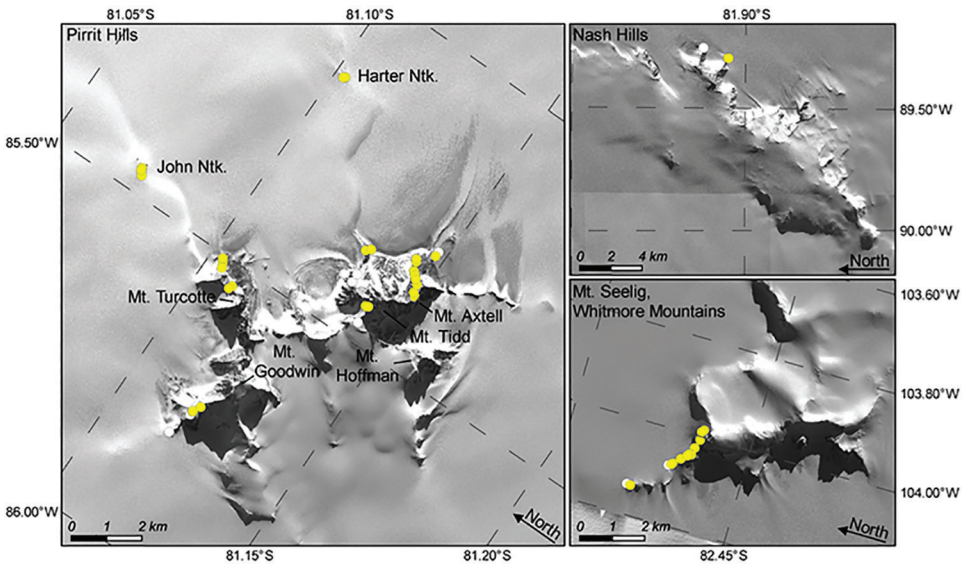 81.05°S
81.10°S
Pirrit Hills
Harter Ntk.
85.50°W
John Ntk.
Mt. Turcotte
Mt. Axtell
Mt. Tidd
Mt.
Goodwin
Mt.
Hoffman
86.00°W
0 1 2 km
North
81.15°S
81.20°S
81.90°S
Nash Hills
89.50°W
90.00°W
0 2 4 km
North
Mt. Seelig,
Whitmore Mountains
103.60°W
103.80°W
104.00°W
0 1 2 km
North
82.45°S